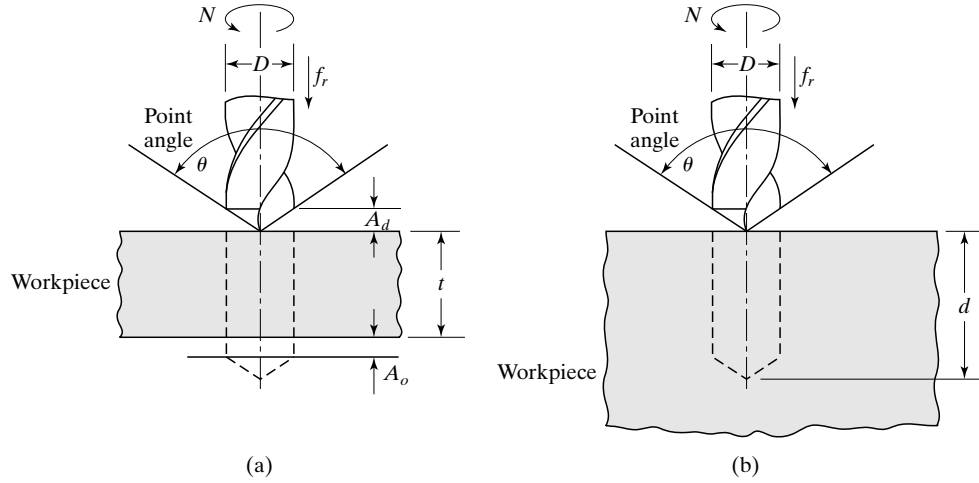 N
D
f_r
Point
angle
θ
A_d
Workpiece
t
A_o
(a)
N
D
f_r
Point
angle
θ
d
Workpiece
(b)